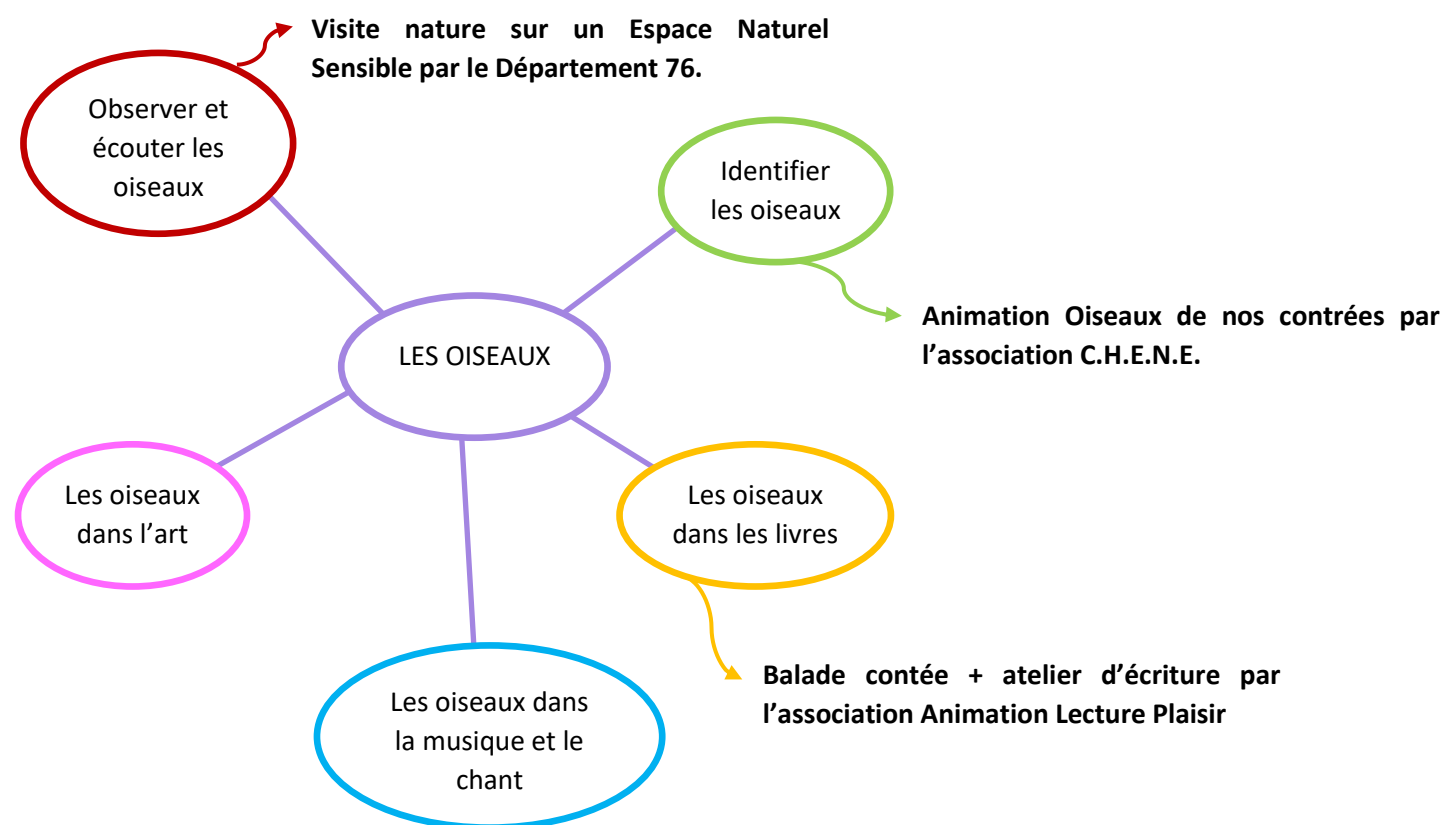 Visite nature sur un Espace Naturel
Sensible par le Département 76.
Observer et
écouter les
oiseaux
Identifier
les oiseaux
Animation Oiseaux de nos contrées par
l’association C.H.E.N.E.
LES OISEAUX
Les oiseaux
dans l’art
Les oiseaux
dans les livres
Balade contée + atelier d’écriture par
l’association Animation Lecture Plaisir
Les oiseaux dans
la musique et le
chant